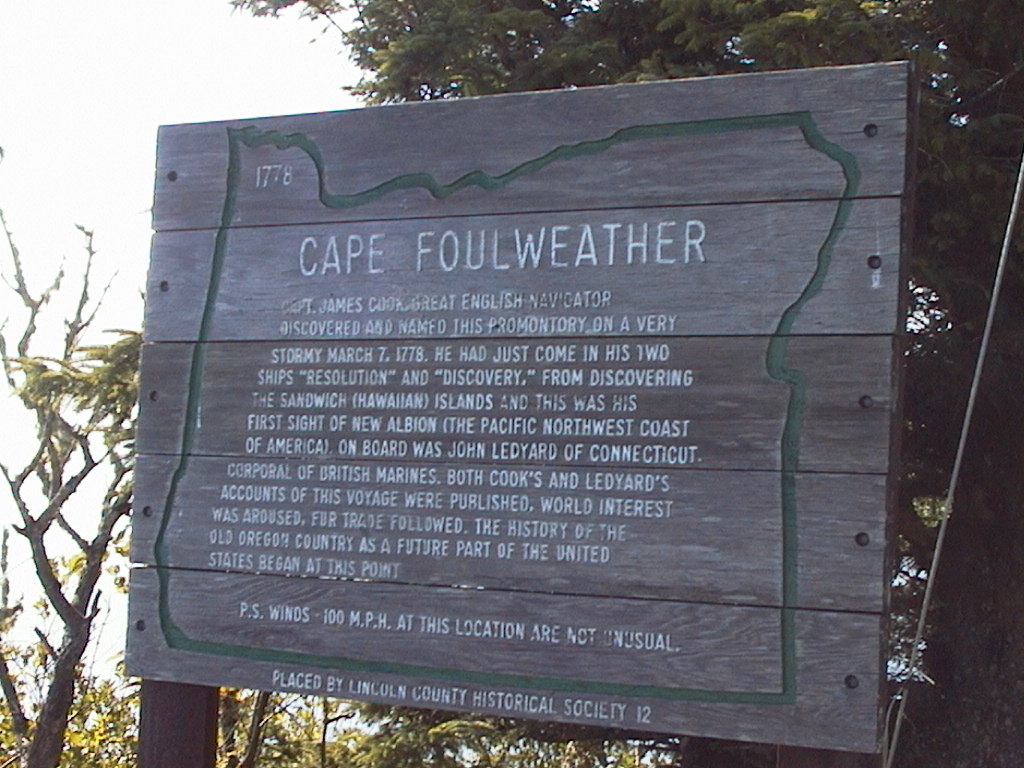 1778
CAPE FOULWEATHER
CAPT. JAMES COOK, GREAT ENGLISH NAVIGATOR
DISCOVERED AND NAMED THIS PROMONTORY ON A VERY
STORMY MARCH 7, 1778. HE HAD JUST COME IN HIS TWO
SHIPS "RESOLUTION" AND "DISCOVERY," FROM DISCOVERING
THE SANDWICH (HAWAIIAN) ISLANDS AND THIS WAS HIS
FIRST SIGHT OF NEW ALBION (THE PACIFIC NORTHWEST COAST
OF AMERICA). ON BOARD WAS JOHN LEDYARD OF CONNECTICUT.
CORPORAL OF BRITISH MARINES. BOTH COOK'S AND LEDYARD'S
ACCOUNTS OF THIS VOYAGE WERE PUBLISHED, WORLD INTEREST
WAS AROUSED, FUR TRADE FOLLOWED. THE HISTORY OF THE
OLD OREGON COUNTRY AS A FUTURE PART OF THE UNITED
STATES BEGAN AT THIS POINT
P.S. WINDS - 100 M.P.H. AT THIS LOCATION ARE NOT UNUSUAL.
PLACED BY LINCOLN COUNTY HISTORICAL SOCIETY 12